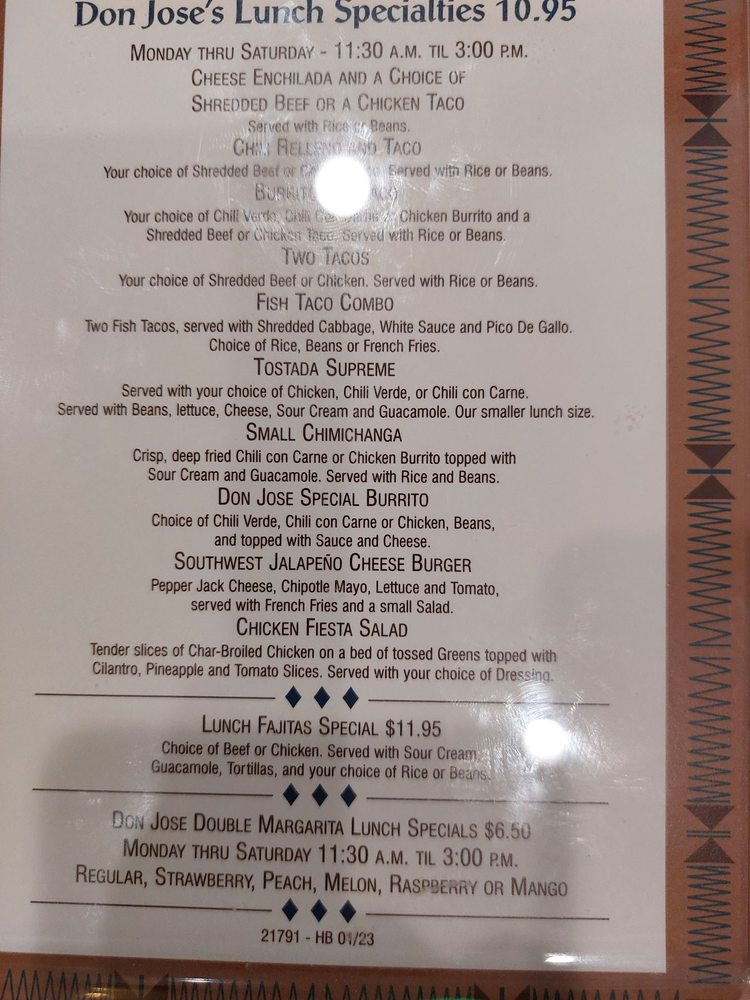 Don Jose's Lunch Specialties 10.95
Monday thru Saturday - 11:30 a.m. til 3:00 p.m.
Cheese Enchilada and a Choice of
Shredded Beef or a Chicken Taco
Served with Rice or Beans.
Chili Relleno and Taco
Your choice of Shredded Beef or Served with Rice or Beans.
Burrito Taco
Your choice of Chili Verde, Chili Con Carne or Chicken Burrito and a
Shredded Beef or Chicken Taco. Served with Rice or Beans.
Two Tacos
Your choice of Shredded Beef or Chicken. Served with Rice or Beans.
Fish Taco Combo
Two Fish Tacos, served with Shredded Cabbage, White Sauce and Pico De Gallo.
Choice of Rice, Beans or French Fries.
Tostada Supreme
Served with your choice of Chicken, Chili Verde, or Chili con Carne.
Served with Beans, lettuce, Cheese, Sour Cream and Guacamole. Our smaller lunch size.
Small Chimichanga
Crisp, deep fried Chili con Carne or Chicken Burrito topped with
Sour Cream and Guacamole. Served with Rice and Beans.
Don Jose Special Burrito
Choice of Chili Verde, Chili con Carne or Chicken, Beans,
and topped with Sauce and Cheese.
Southwest Jalapeño Cheese Burger
Pepper Jack Cheese, Chipotle Mayo, Lettuce and Tomato,
served with French Fries and a small Salad.
Chicken Fiesta Salad
Tender slices of Char-Broiled Chicken on a bed of tossed Greens topped with
Cilantro, Pineapple and Tomato Slices. Served with your choice of Dressing.
Lunch Fajitas Special $11.95
Choice of Beef or Chicken. Served with Sour Cream,
Guacamole, Tortillas, and your choice of Rice or Beans.
Don Jose Double Margarita Lunch Specials $6.50
Monday thru Saturday 11:30 a.m. til 3:00 p.m.
Regular, Strawberry, Peach, Melon, Raspberry or Mango
21791 - HB 01/23